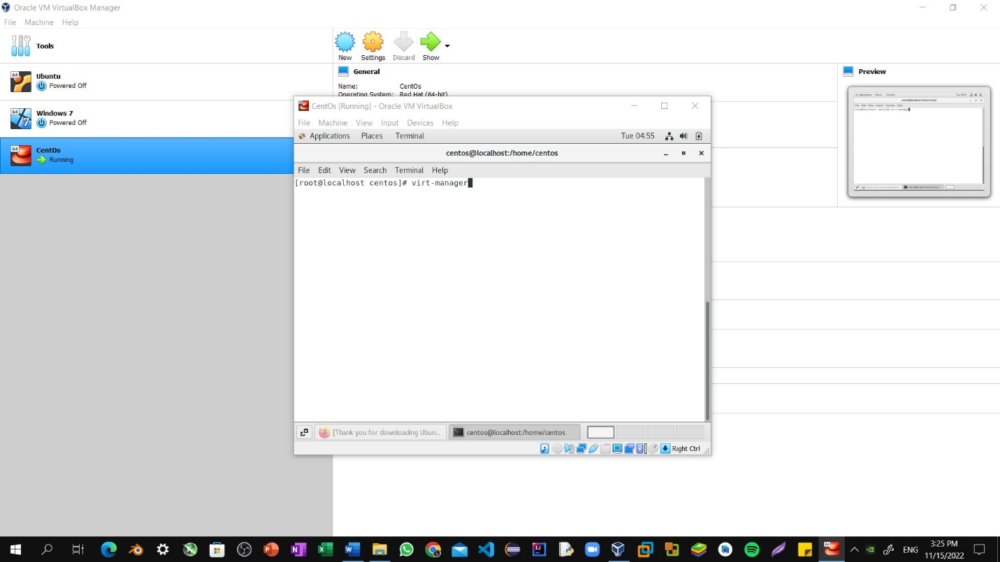 Oracle VM VirtualBox Manager
File Machine Help
Tools
New Settings Discard Show
64
Ubuntu
Powered Off
64
Windows 7
Powered Off
64
CentOs
Running
General
Name: CentOs
Operating System: Red Hat (64-bit)
Preview
CentOs [Running] - Oracle VM VirtualBox
File Machine View Input Devices Help
Applications Places Terminal Tue 04:55
centos@localhost:/home/centos
File Edit View Search Terminal Help
[root@localhost centos]# virt-manager
[Thank you for downloading Ubun...
centos@localhost:/home/centos
Right Ctrl
ENG
3:25 PM
11/15/2022